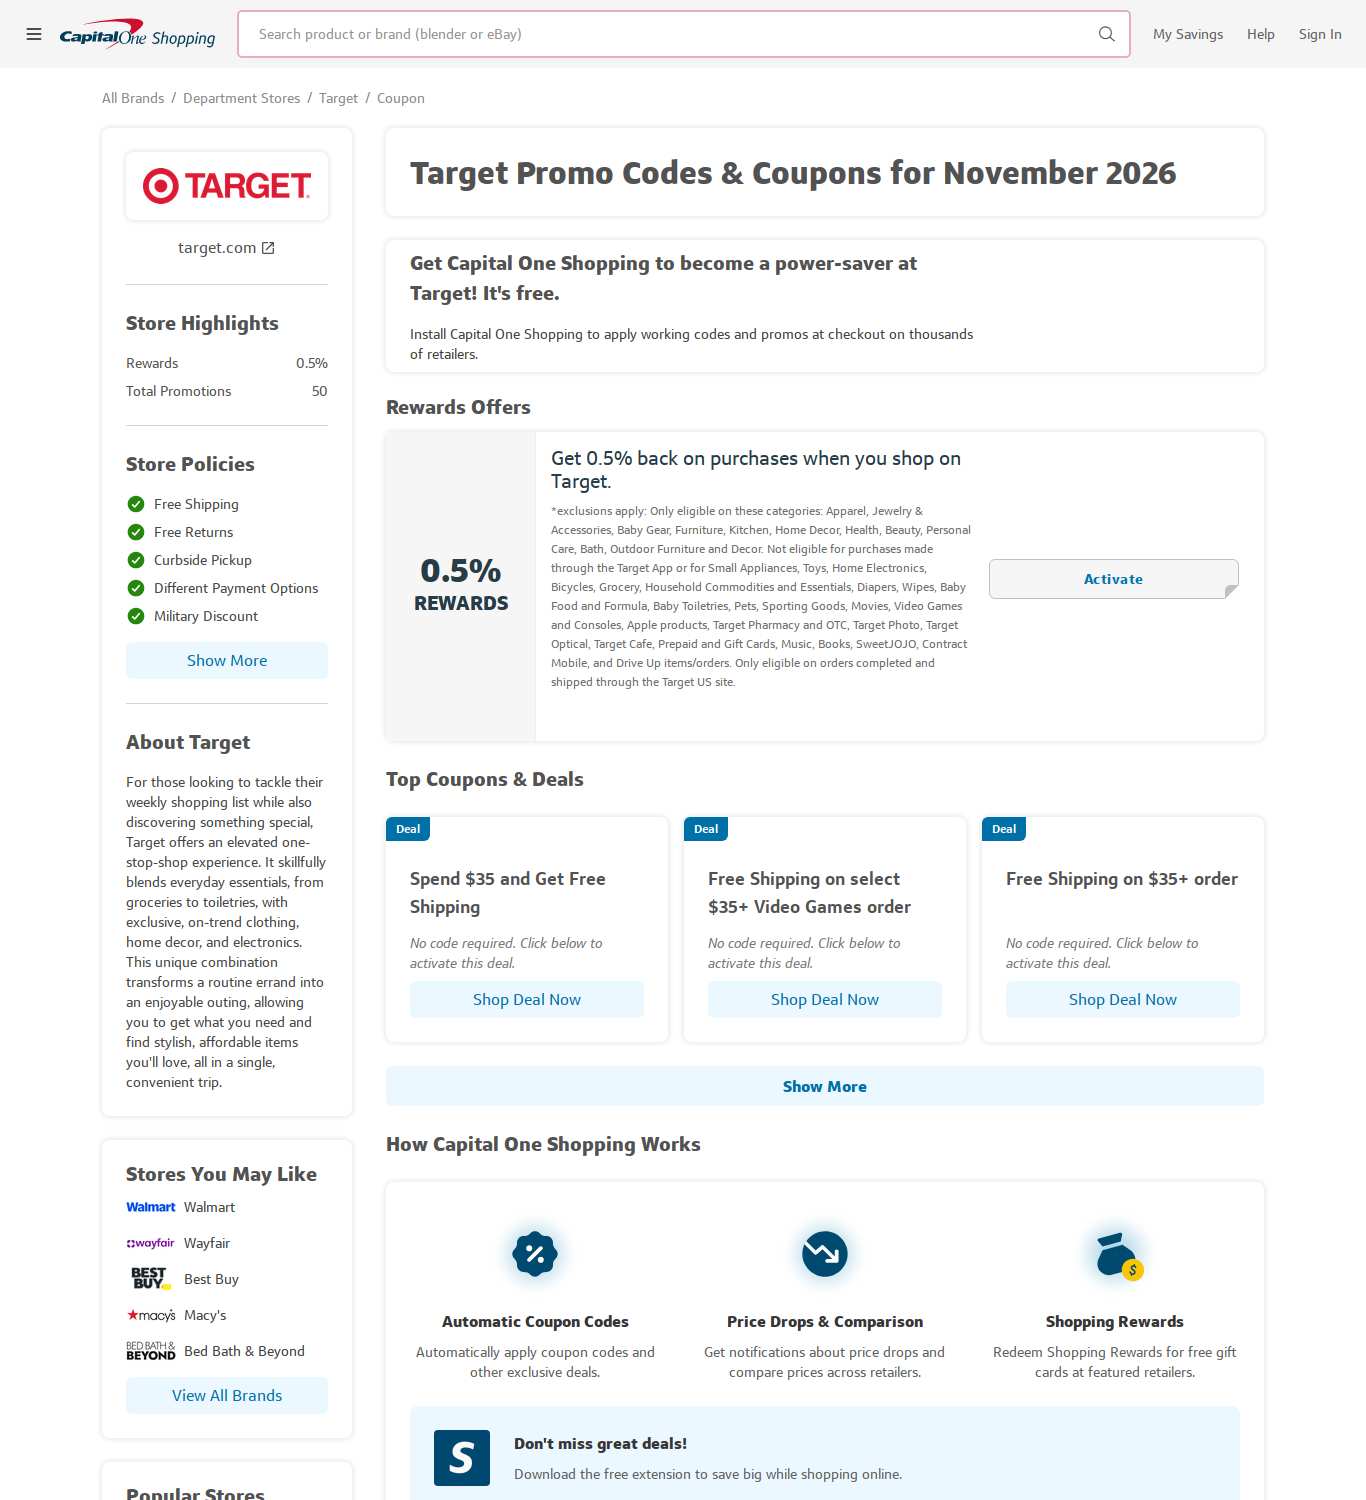 CapitalOne Shopping
Search product or brand (blender or eBay)
My Savings
Help
Sign In
All Brands / Department Stores / Target / Coupon
TARGET
target.com
Store Highlights
Rewards 0.5%
Total Promotions 50
Store Policies
Free Shipping
Free Returns
Curbside Pickup
Different Payment Options
Military Discount
Show More
About Target
For those looking to tackle their
weekly shopping list while also
discovering something special,
Target offers an elevated one-
stop-shop experience. It skillfully
blends everyday essentials, from
groceries to toiletries, with
exclusive, on-trend clothing,
home decor, and electronics.
This unique combination
transforms a routine errand into
an enjoyable outing, allowing
you to get what you need and
find stylish, affordable items
you'll love, all in a single,
convenient trip.
Stores You May Like
Walmart Walmart
wayfair Wayfair
BEST
BUY Best Buy
macy's Macy's
BED BATH &
BEYOND Bed Bath & Beyond
View All Brands
Popular Stores
Target Promo Codes & Coupons for November 2026
Get Capital One Shopping to become a power-saver at
Target! It's free.
Install Capital One Shopping to apply working codes and promos at checkout on thousands
of retailers.
Rewards Offers
0.5%
REWARDS
Get 0.5% back on purchases when you shop on
Target.
*exclusions apply: Only eligible on these categories: Apparel, Jewelry &
Accessories, Baby Gear, Furniture, Kitchen, Home Decor, Health, Beauty, Personal
Care, Bath, Outdoor Furniture and Decor. Not eligible for purchases made
through the Target App or for Small Appliances, Toys, Home Electronics,
Bicycles, Grocery, Household Commodities and Essentials, Diapers, Wipes, Baby
Food and Formula, Baby Toiletries, Pets, Sporting Goods, Movies, Video Games
and Consoles, Apple products, Target Pharmacy and OTC, Target Photo, Target
Optical, Target Cafe, Prepaid and Gift Cards, Music, Books, SweetJOJO, Contract
Mobile, and Drive Up items/orders. Only eligible on orders completed and
shipped through the Target US site.
Activate
Top Coupons & Deals
Deal
Spend $35 and Get Free
Shipping
No code required. Click below to
activate this deal.
Shop Deal Now
Deal
Free Shipping on select
$35+ Video Games order
No code required. Click below to
activate this deal.
Shop Deal Now
Deal
Free Shipping on $35+ order
No code required. Click below to
activate this deal.
Shop Deal Now
Show More
How Capital One Shopping Works
Automatic Coupon Codes
Automatically apply coupon codes and
other exclusive deals.
Price Drops & Comparison
Get notifications about price drops and
compare prices across retailers.
$
Shopping Rewards
Redeem Shopping Rewards for free gift
cards at featured retailers.
S
Don't miss great deals!
Download the free extension to save big while shopping online.